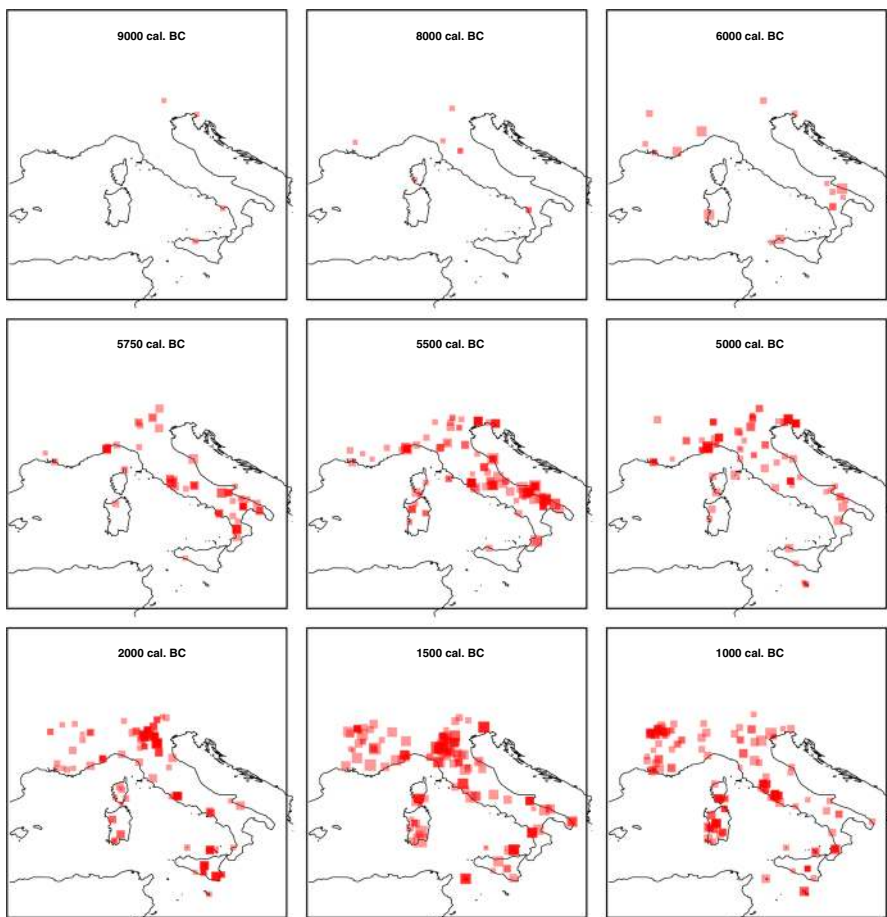 9000 cal. BC
8000 cal. BC
6000 cal. BC
5750 cal. BC
5500 cal. BC
5000 cal. BC
2000 cal. BC
1500 cal. BC
1000 cal. BC